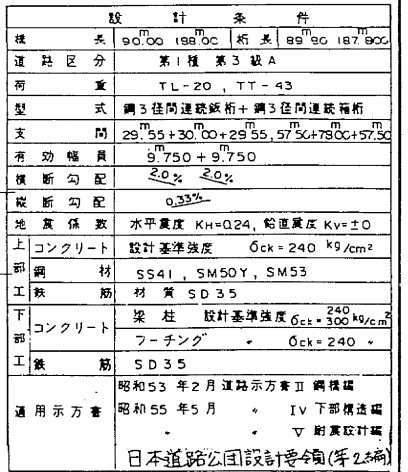 設計条件
橋長 90.00m 198.00 桁長 89.90m 187.800
道路区分 第1種 第3級A
荷重 TL-20, TT-43
型式 鋼3径間連続鈑桁+鋼3径間連続箱桁
支間 29.55m+30.00m+29.55m, 57.50m+78.00+57.50m
有効幅員 9.750m + 9.750m
横断勾配 2.0% 2.0%
縦断勾配 0.33%
地震係数 水平震度 KH=0.24, 鉛直震度 Kv=±0
上部工 コンクリート 設計基準強度 σck=240 kg/cm2
鋼材 SS41, SM50Y, SM53
鉄筋 材質 SD35
下部工 コンクリート 梁柱 設計基準強度 σck=240 300 kg/cm2
フーチング 〃 σck=240 〃
鉄筋 SD35
適用示方書 昭和53年2月 道路示方書 II 鋼橋編
昭和55年5月 〃 IV 下部構造編
〃 V 耐震設計編
日本道路公団設計要領(第2編)